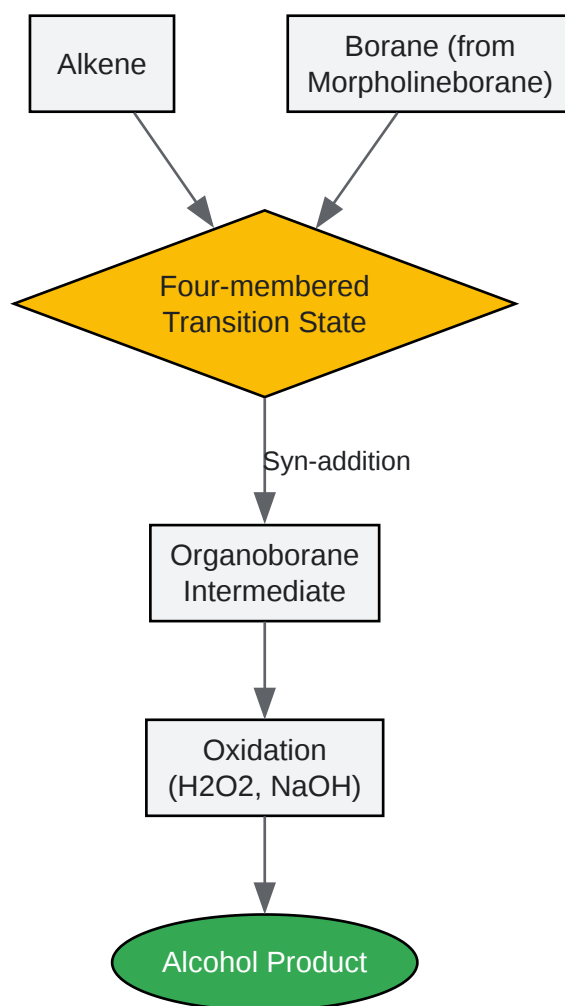 Alkene
Borane (from
Morpholineborane)
Four-membered
Transition State
Syn-addition
Organoborane
Intermediate
Oxidation
(H2O2, NaOH)
Alcohol Product